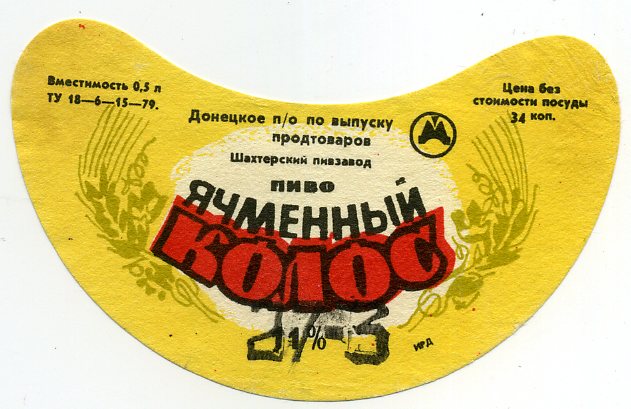 Вместимость 0,5 л
ТУ 18—6—15—79.
Донецкое п/о по выпуску
продтоваров
Шахтерский пивзавод
Цена без
стоимости посуды
34 коп.
ПИВО
ЯЧМЕННЫЙ
КОЛОС
1%